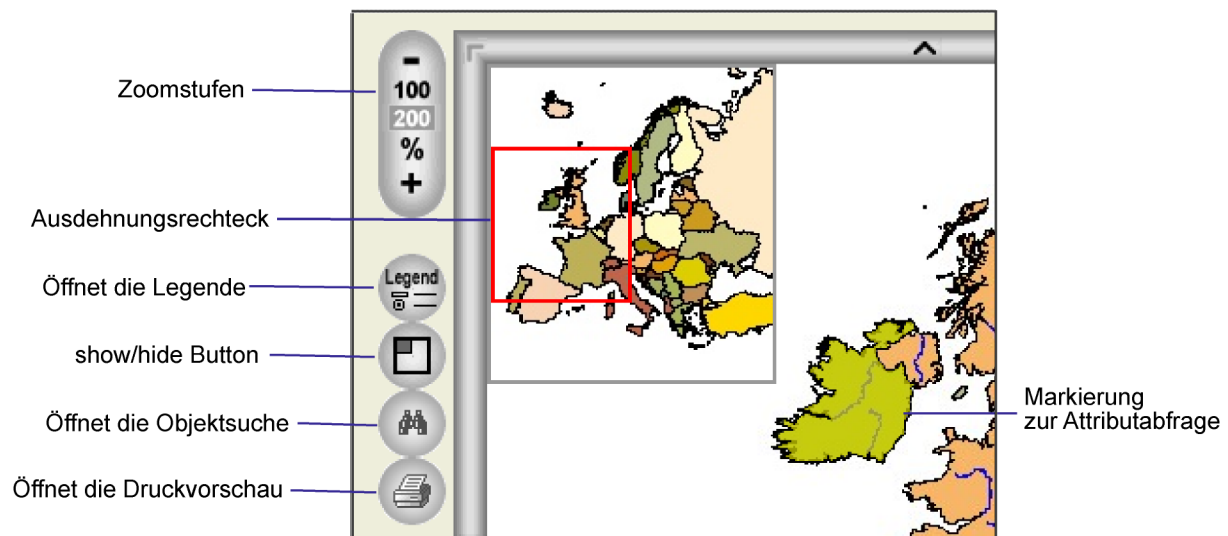 Zoomstufen
-
100
200
%
+
Ausdehnungsrechteck
Öffnet die Legende
Legend
show/hide Button
Öffnet die Objektsuche
Öffnet die Druckvorschau
Markierung
zur Attributabfrage